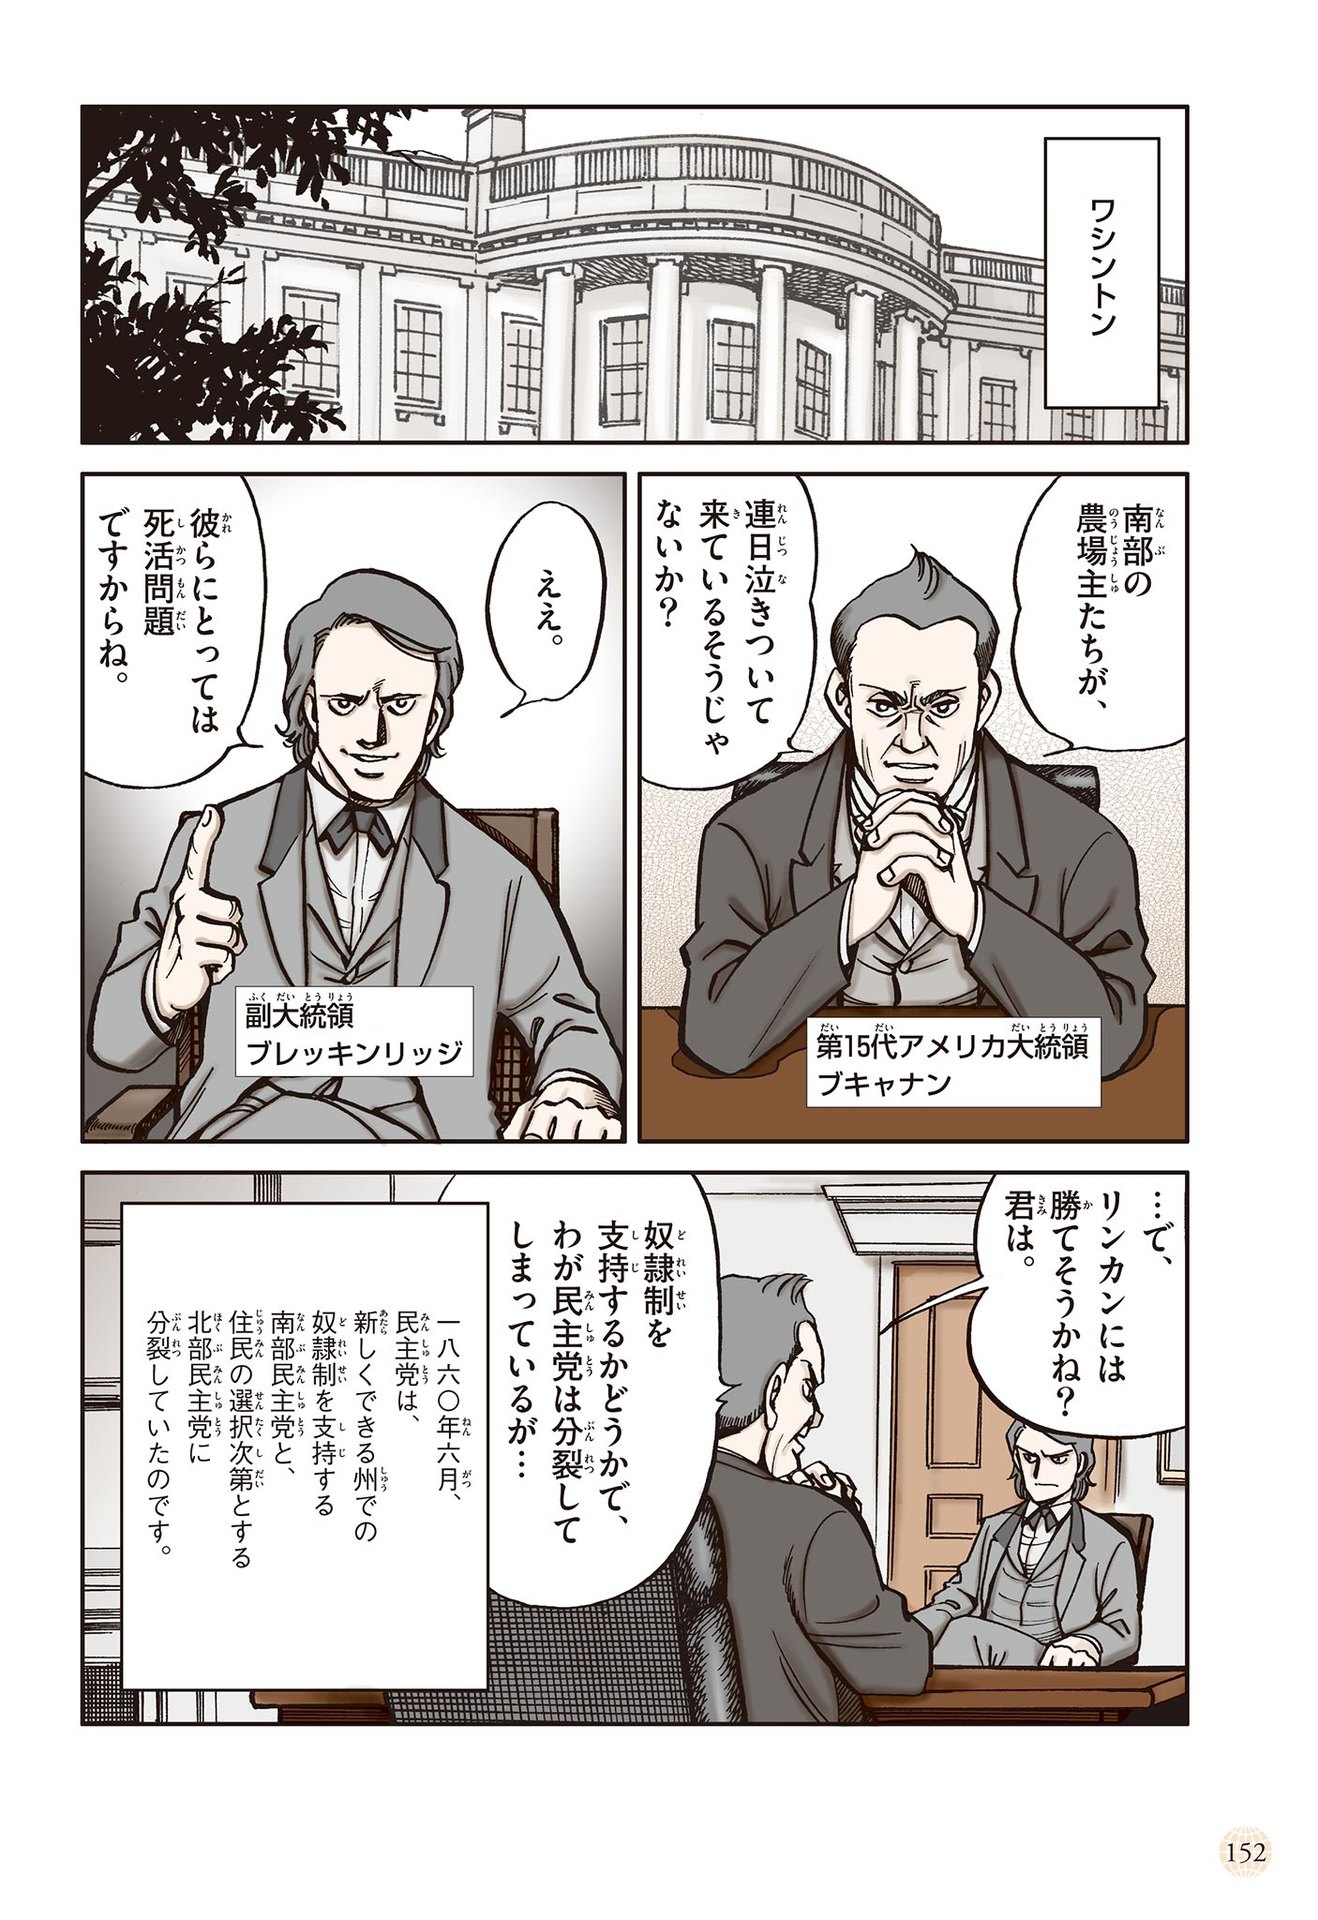 ワシントン
南部の
農場主たちが、
連日泣きついて
来ているそうじゃ
ないか？
第15代アメリカ大統領
ブキャナン
ええ。
彼らにとっては
死活問題
ですからね。
副大統領
ブレッキンリッジ
…で、
リンカンには
勝てそうかね？
君は。
奴隷制を
支持するかどうかで、
わが民主党は分裂して
しまっているが…
一八六〇年六月、
民主党は、
新しくできる州での
奴隷制を支持する
南部民主党と、
住民の選択次第とする
北部民主党に
分裂していたのです。
152